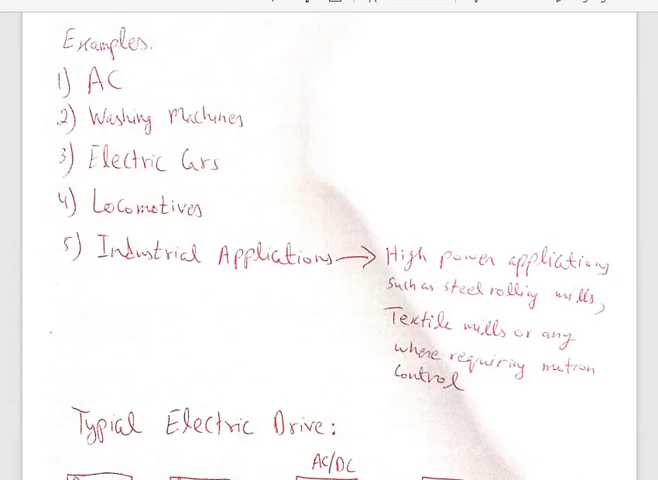 Examples.
1) AC
2) Washing Machines
3) Electric Cars
4) Locomotives
5) Industrial Applications → High power applications
such as steel rolling mills,
Textile mills or any
where requiring motion
control
Typial Electric Drive:
AC/DC